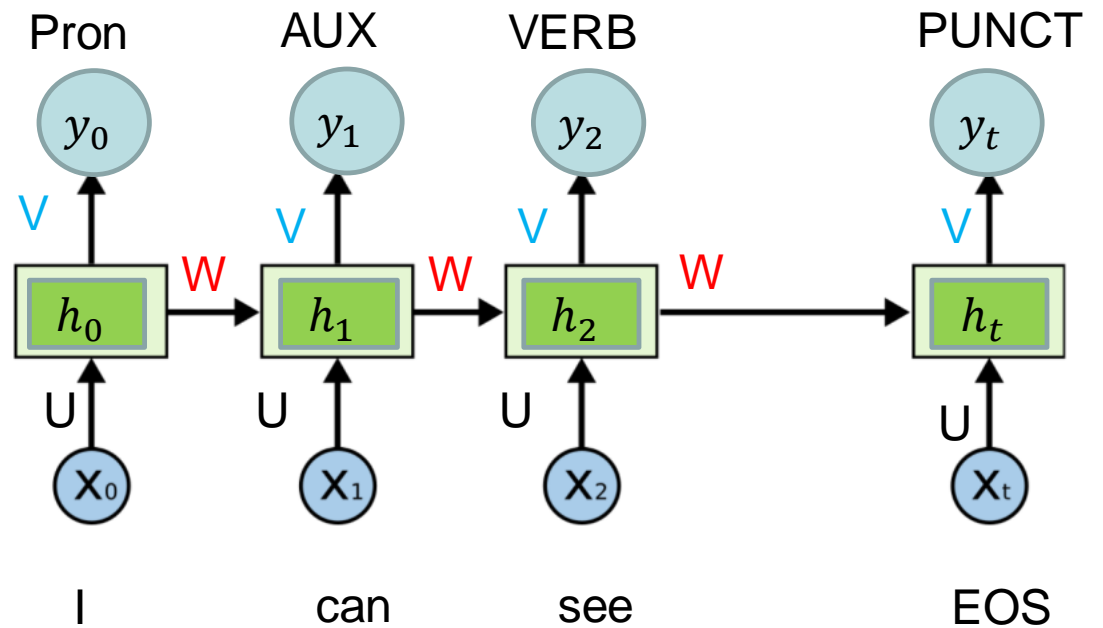 Pron AUX VERB PUNCT
y₀ y₁ y₂ yₜ
V V V V
W W W
h₀ h₁ h₂ hₜ
U U U U
X₀ X₁ X₂ Xₜ
I can see EOS